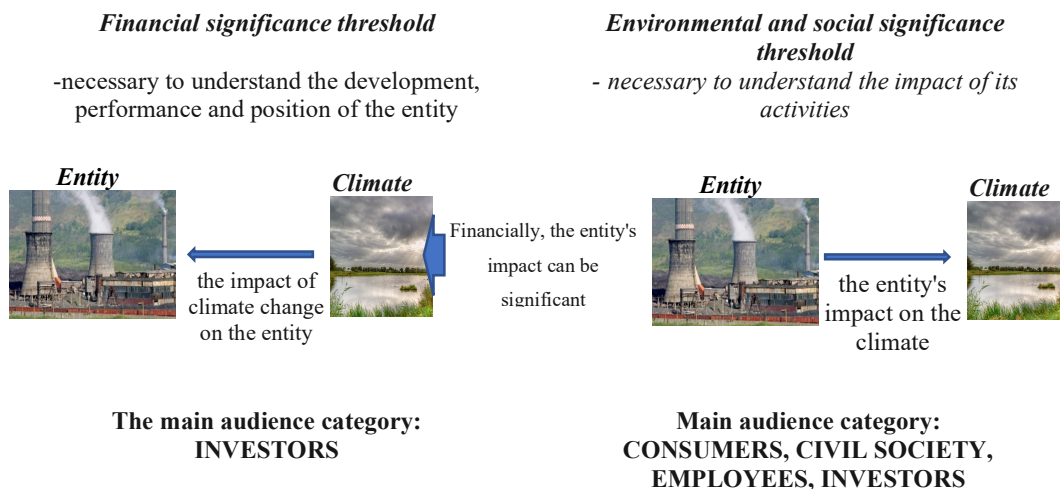 Financial significance threshold
-necessary to understand the development,
performance and position of the entity
Entity
Climate
the impact of
climate change
on the entity
The main audience category:
INVESTORS
Financially, the entity's
impact can be
significant
Environmental and social significance
threshold
- necessary to understand the impact of its
activities
Entity
Climate
the entity's
impact on the
climate
Main audience category:
CONSUMERS, CIVIL SOCIETY,
EMPLOYEES, INVESTORS